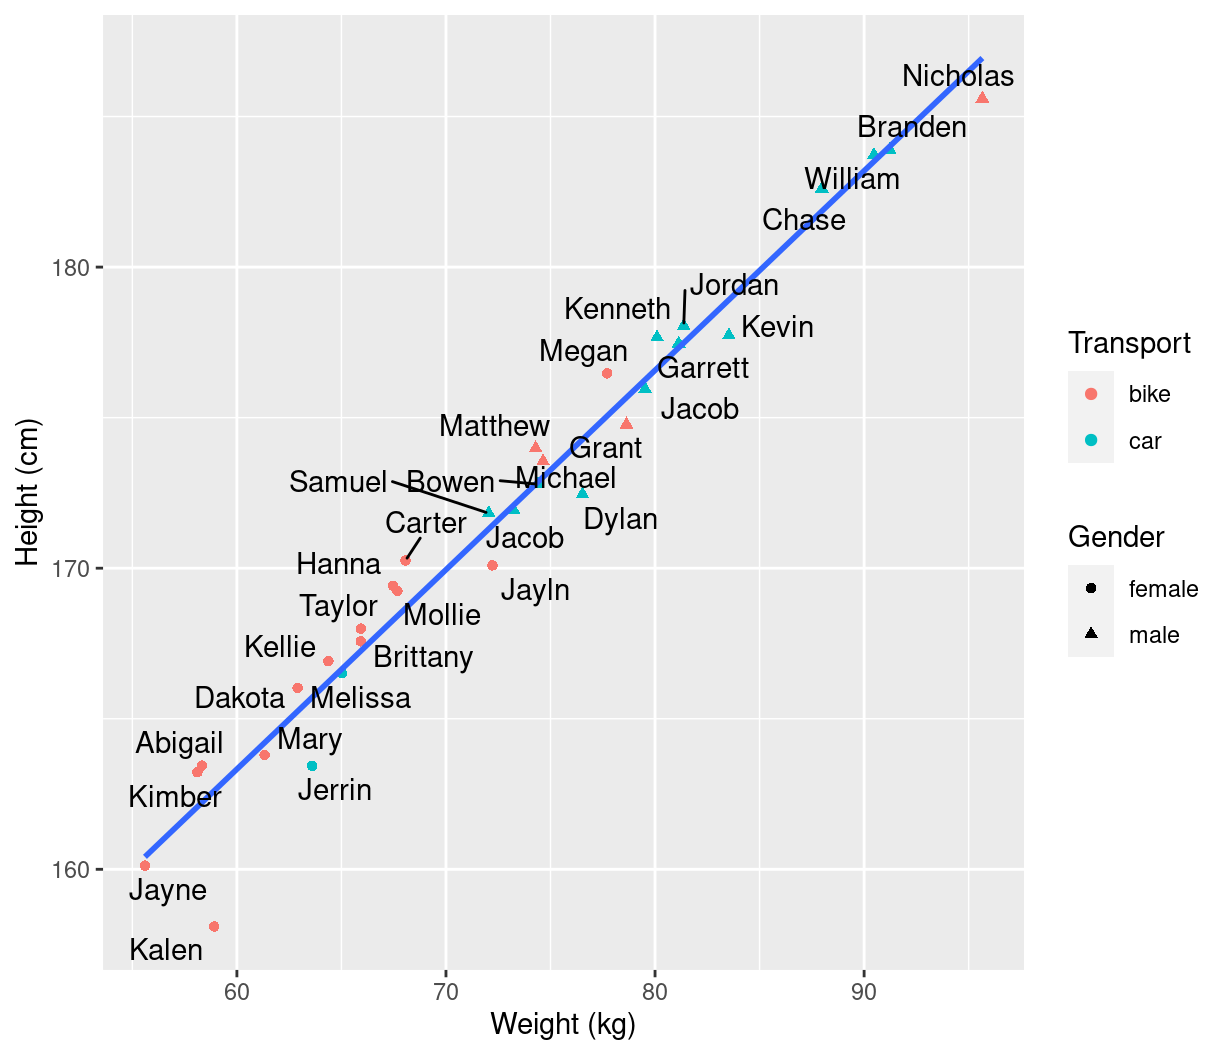 Nicholas
Branden
William
Chase
Jordan
Kenneth
Kevin
Megan
Garrett
Jacob
Matthew
Grant
Michael
Samuel
Bowen
Dylan
Carter
Jacob
Hanna
Jayln
Taylor
Mollie
Kellie
Brittany
Dakota
Melissa
Abigail
Mary
Jerrin
Kimber
Jayne
Kalen
180
170
160
Height (cm)
60
70
80
90
Weight (kg)
Transport
bike
car
Gender
female
male